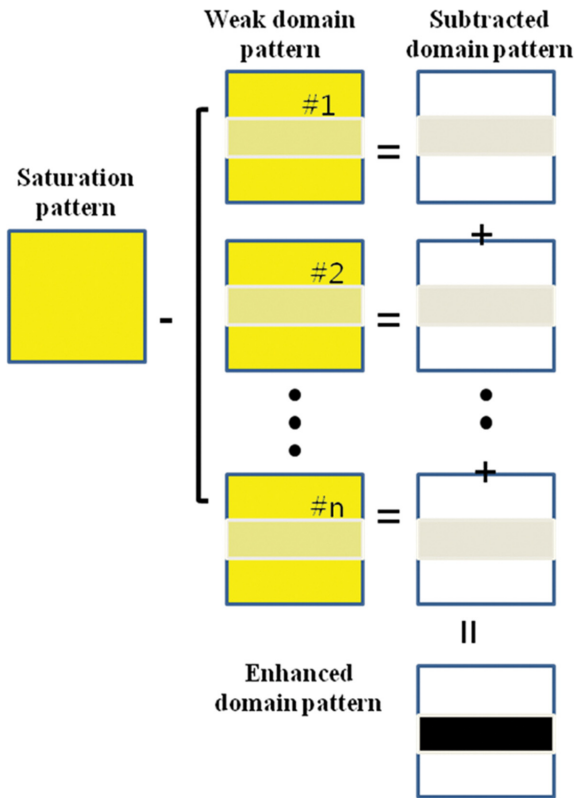 Weak domain
pattern
Subtracted
domain pattern
#1
=
Saturation
pattern
+
-
#2
=
+
#n
=
=
Enhanced
domain pattern